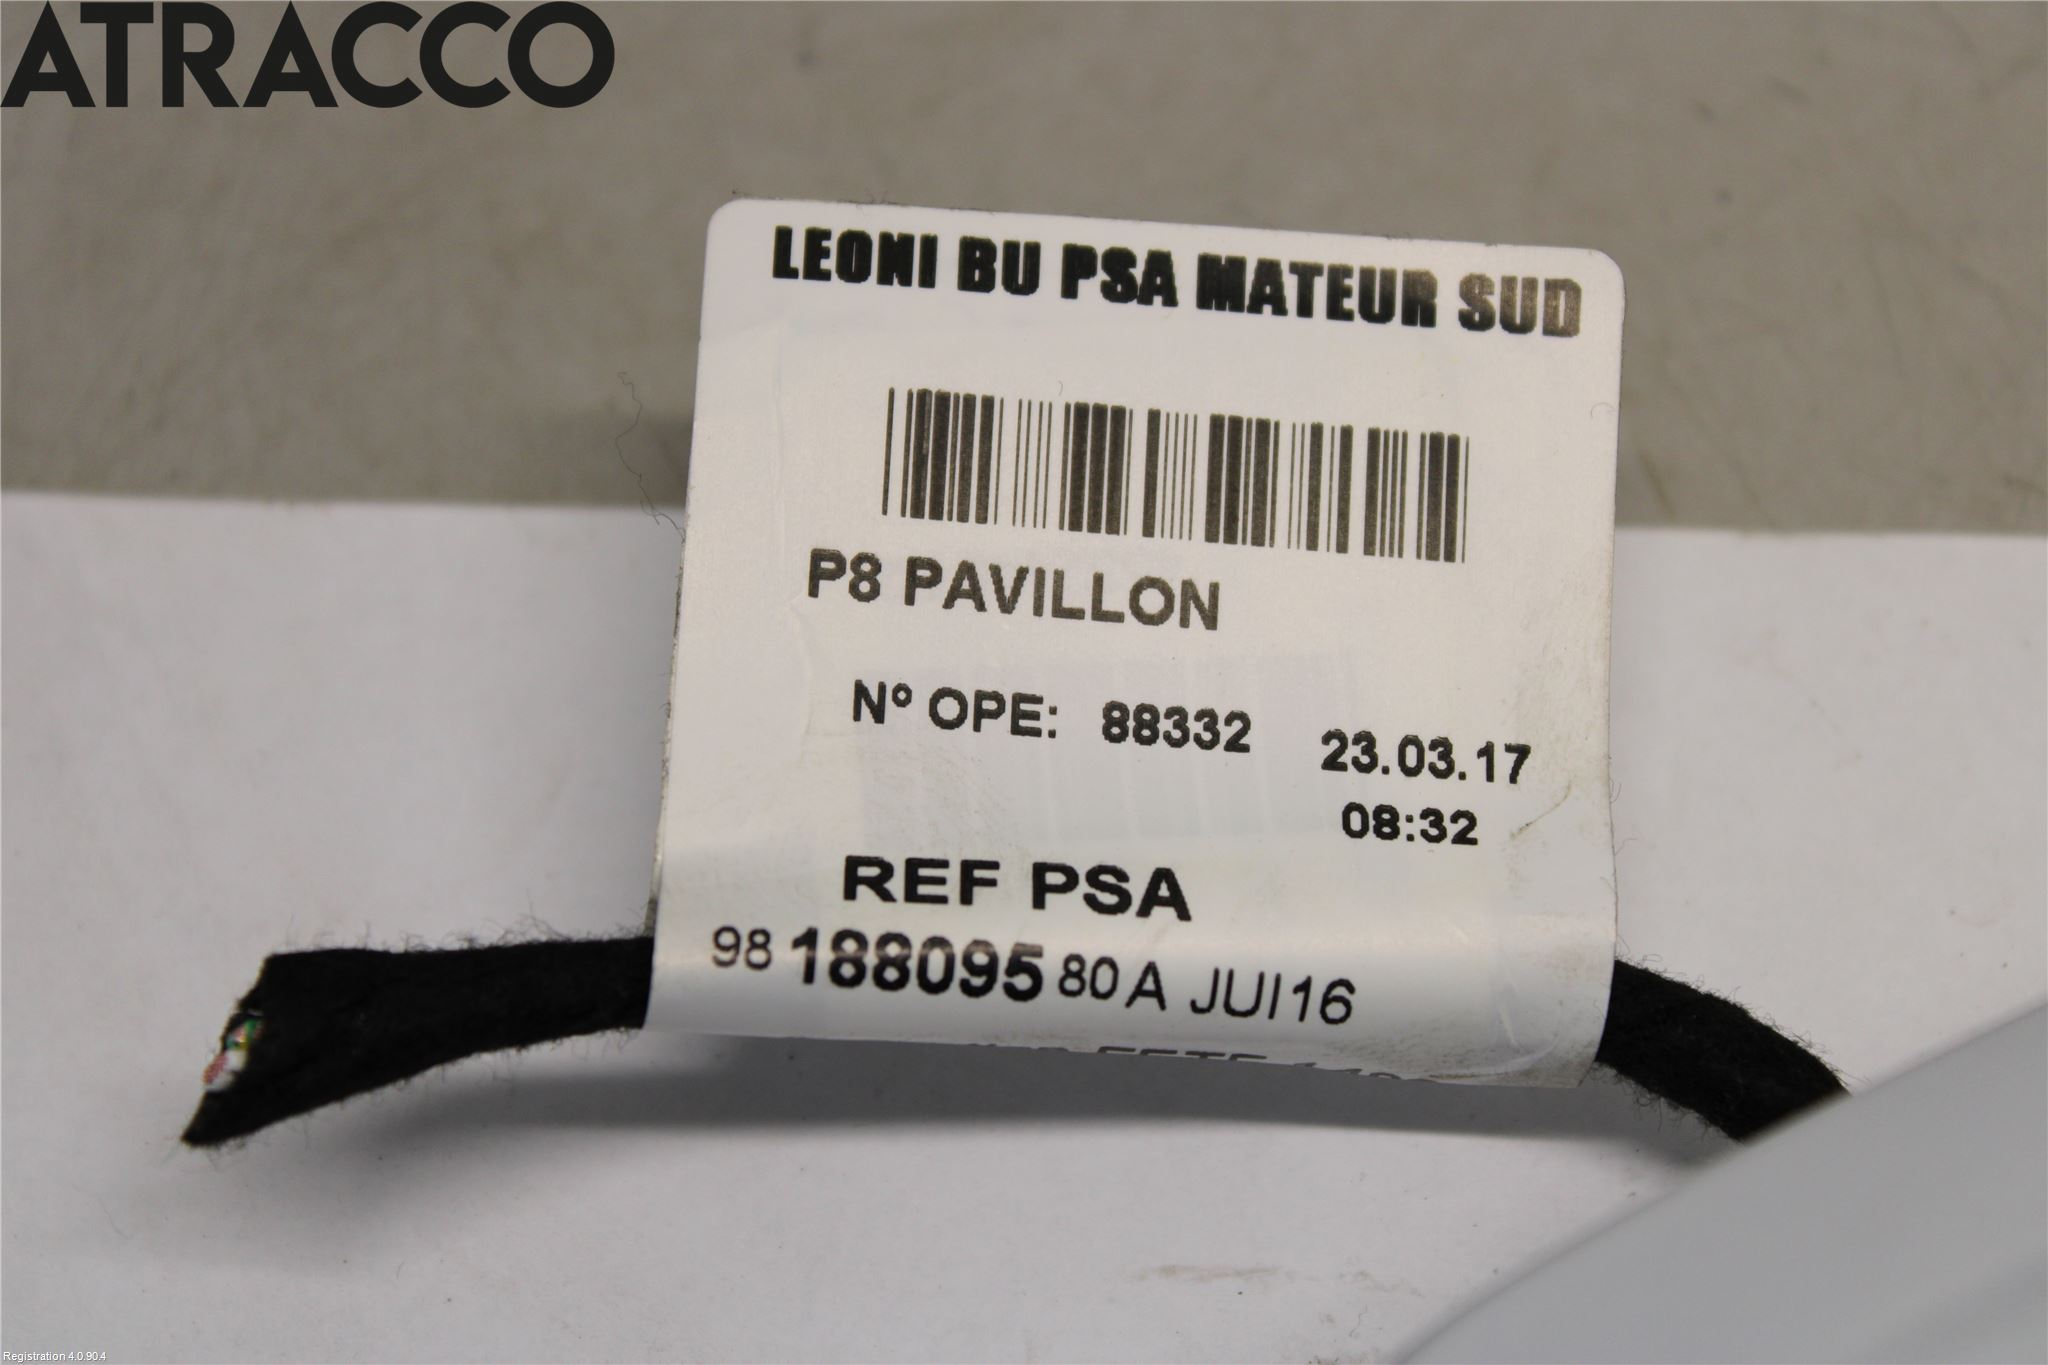 ATRACCO
LEONI BU PSA MATEUR SUD
P8 PAVILLON
Nº OPE: 88332 23.03.17
08:32
REF PSA
98 188095 80 A JUI16
Registration 4.0.90.4